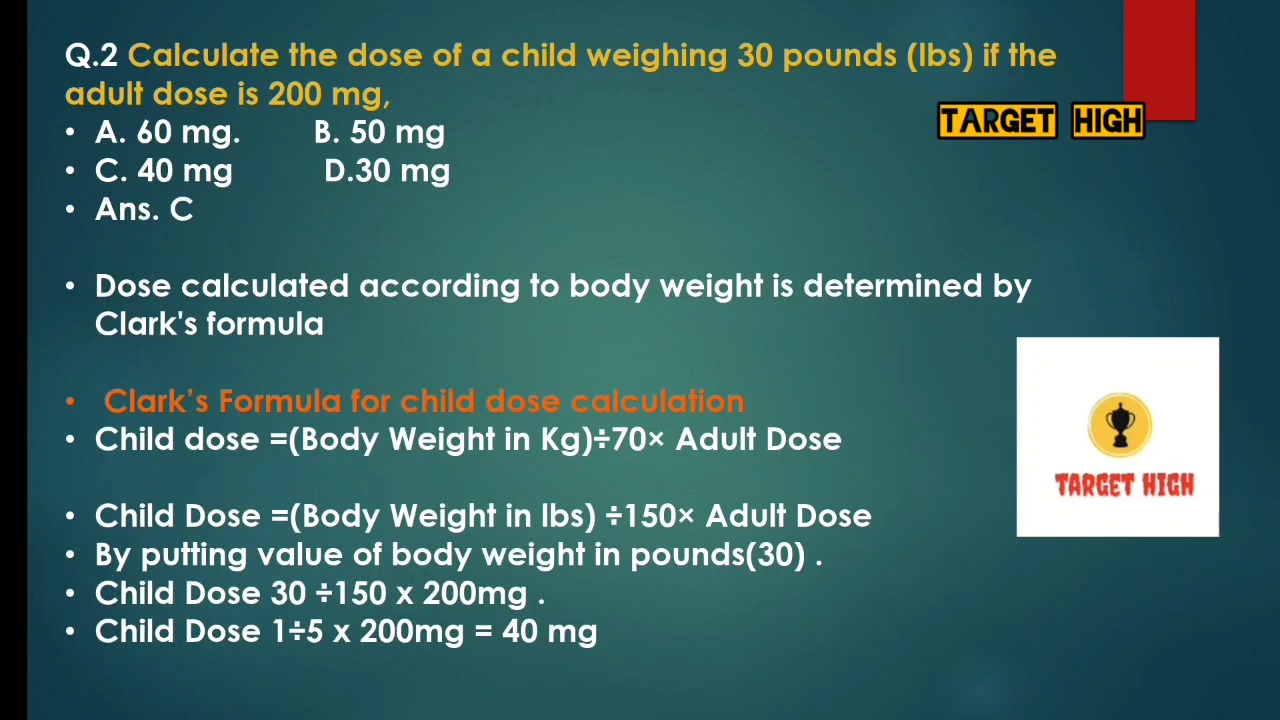 Q.2 Calculate the dose of a child weighing 30 pounds (lbs) if the
adult dose is 200 mg,
TARGET HIGH
• A. 60 mg. B. 50 mg
• C. 40 mg D.30 mg
• Ans. C
• Dose calculated according to body weight is determined by
Clark's formula
• Clark's Formula for child dose calculation
• Child dose =(Body Weight in Kg)÷70× Adult Dose
TARGET HIGH
• Child Dose =(Body Weight in lbs) ÷150× Adult Dose
• By putting value of body weight in pounds(30) .
• Child Dose 30 ÷150 x 200mg .
• Child Dose 1÷5 x 200mg = 40 mg